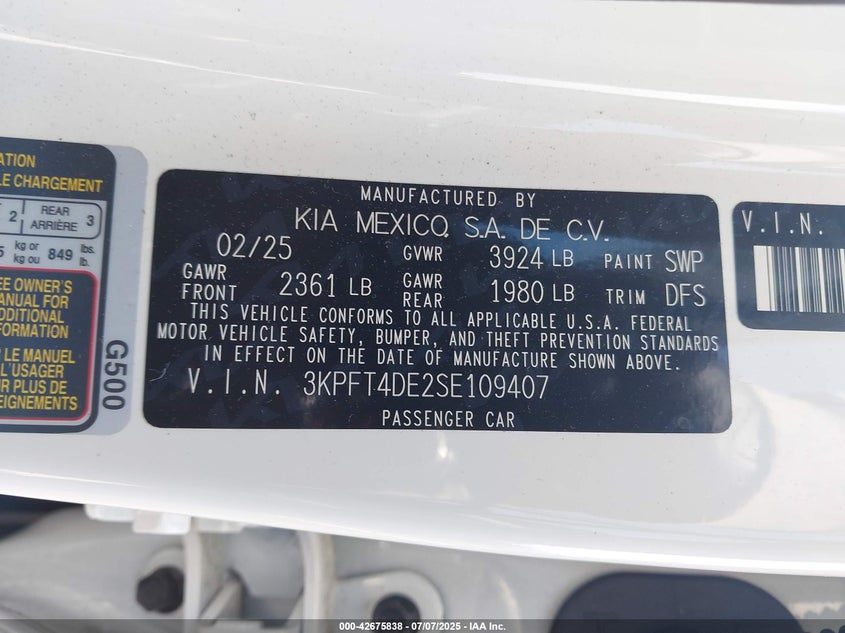 ATION
LE CHARGEMENT
2 REAR ARRIÈRE 3
kg or kg ou 849 lbs. lb.
EE OWNER'S
MANUAL FOR
ADDITIONAL
INFORMATION
LE MANUEL
L'USAGER
PLUS DE
EIGNEMENTS
G500
MANUFACTURED BY
KIA MEXICO, S.A. DE C.V.
02/25 GVWR 3924 LB PAINT SWP
GAWR FRONT 2361 LB GAWR REAR 1980 LB TRIM DFS
THIS VEHICLE CONFORMS TO ALL APPLICABLE U.S.A. FEDERAL
MOTOR VEHICLE SAFETY, BUMPER, AND THEFT PREVENTION STANDARDS
IN EFFECT ON THE DATE OF MANUFACTURE SHOWN ABOVE.
V.I.N. 3KPFT4DE2SE109407
PASSENGER CAR
V.I.N.
000-42675838 - 07/07/2025 - IAA Inc.